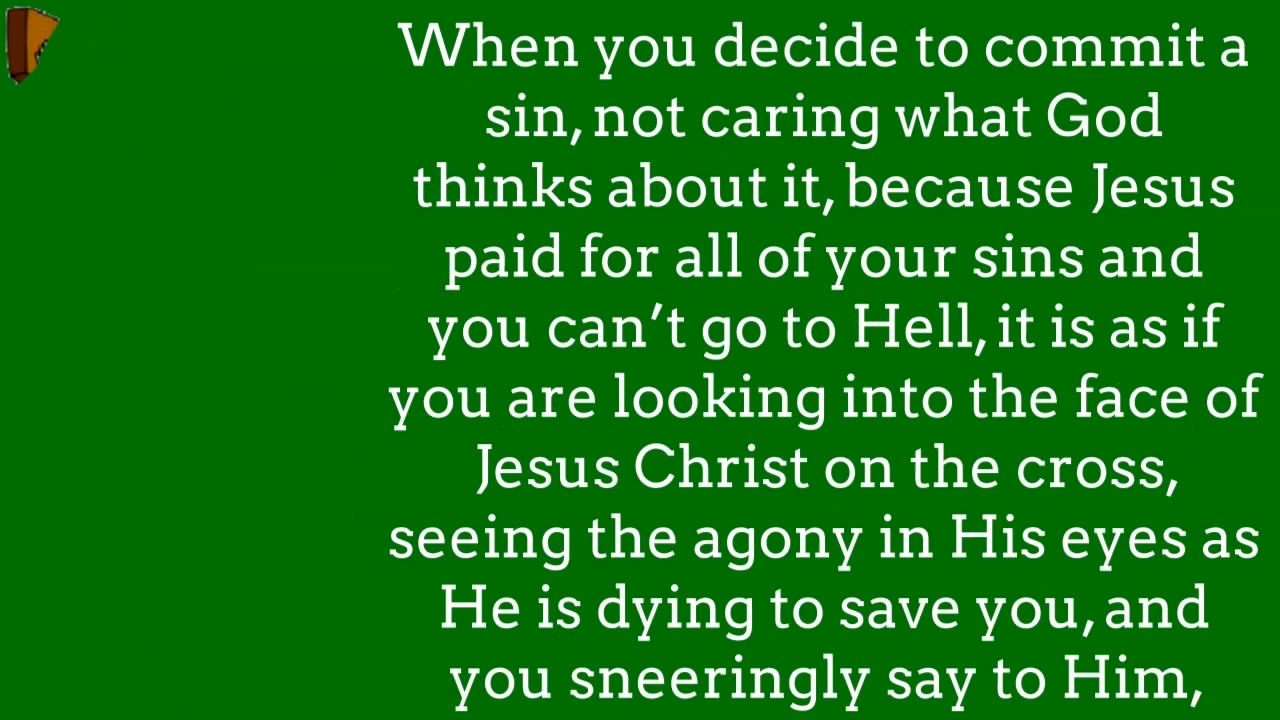 When you decide to commit a
sin, not caring what God
thinks about it, because Jesus
paid for all of your sins and
you can’t go to Hell, it is as if
you are looking into the face of
Jesus Christ on the cross,
seeing the agony in His eyes as
He is dying to save you, and
you sneeringly say to Him,